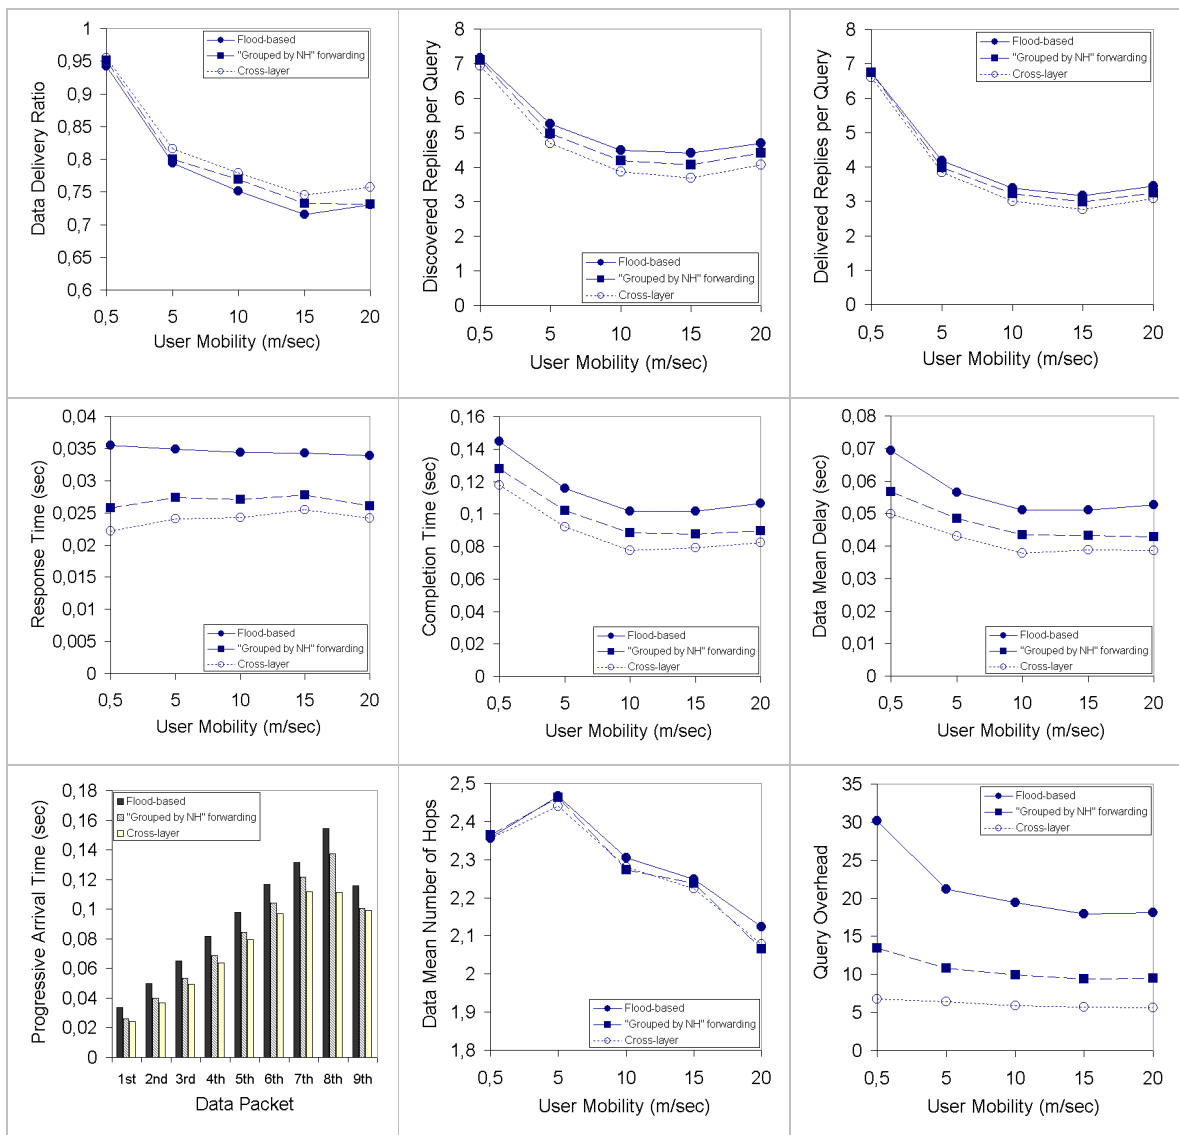 Data Delivery Ratio
1
0,95
0,9
0,85
0,8
0,75
0,7
0,65
0,6
Flood-based
"Grouped by NH" forwarding
Cross-layer
0,5 5 10 15 20
User Mobility (m/sec)
Discovered Replies per Query
8
7
6
5
4
3
2
1
0
Flood-based
"Grouped by NH" forwarding
Cross-layer
0,5 5 10 15 20
User Mobility (m/sec)
Delivered Replies per Query
8
7
6
5
4
3
2
1
0
Flood-based
"Grouped by NH" forwarding
Cross-layer
0,5 5 10 15 20
User Mobility (m/sec)
Response Time (sec)
0,04
0,035
0,03
0,025
0,02
0,015
0,01
0,005
0
Flood-based
"Grouped by NH" forwarding
Cross-layer
0,5 5 10 15 20
User Mobility (m/sec)
Completion Time (sec)
0,16
0,14
0,12
0,1
0,08
0,06
0,04
0,02
0
Flood-based
"Grouped by NH" forwarding
Cross-layer
0,5 5 10 15 20
User Mobility (m/sec)
Data Mean Delay (sec)
0,08
0,07
0,06
0,05
0,04
0,03
0,02
0,01
0
Flood-based
"Grouped by NH" forwarding
Cross-layer
0,5 5 10 15 20
User Mobility (m/sec)
Progressive Arrival Time (sec)
0,18
0,16
0,14
0,12
0,1
0,08
0,06
0,04
0,02
0
Flood-based
"Grouped by NH" forwarding
Cross-layer
1st 2nd 3rd 4th 5th 6th 7th 8th 9th
Data Packet
Data Mean Number of Hops
2,5
2,4
2,3
2,2
2,1
2
1,9
1,8
Flood-based
"Grouped by NH" forwarding
Cross-layer
0,5 5 10 15 20
User Mobility (m/sec)
Query Overhead
35
30
25
20
15
10
5
0
Flood-based
"Grouped by NH" forwarding
Cross-layer
0,5 5 10 15 20
User Mobility (m/sec)